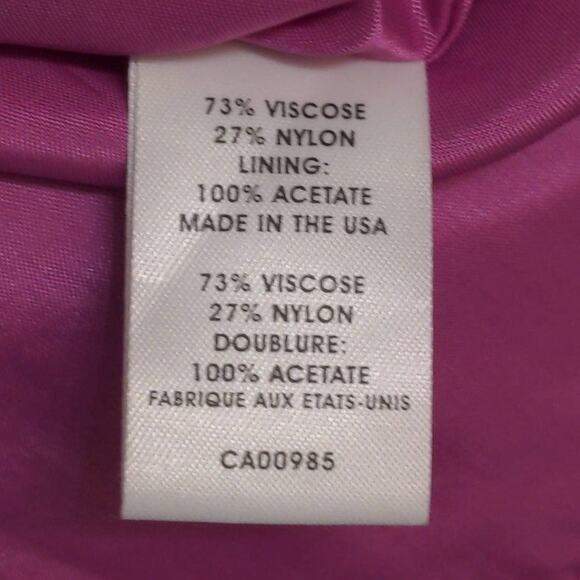 73% VISCOSE
27% NYLON
LINING:
100% ACETATE
MADE IN THE USA
73% VISCOSE
27% NYLON
DOUBLURE:
100% ACETATE
FABRIQUE AUX ETATS-UNIS
CA00985